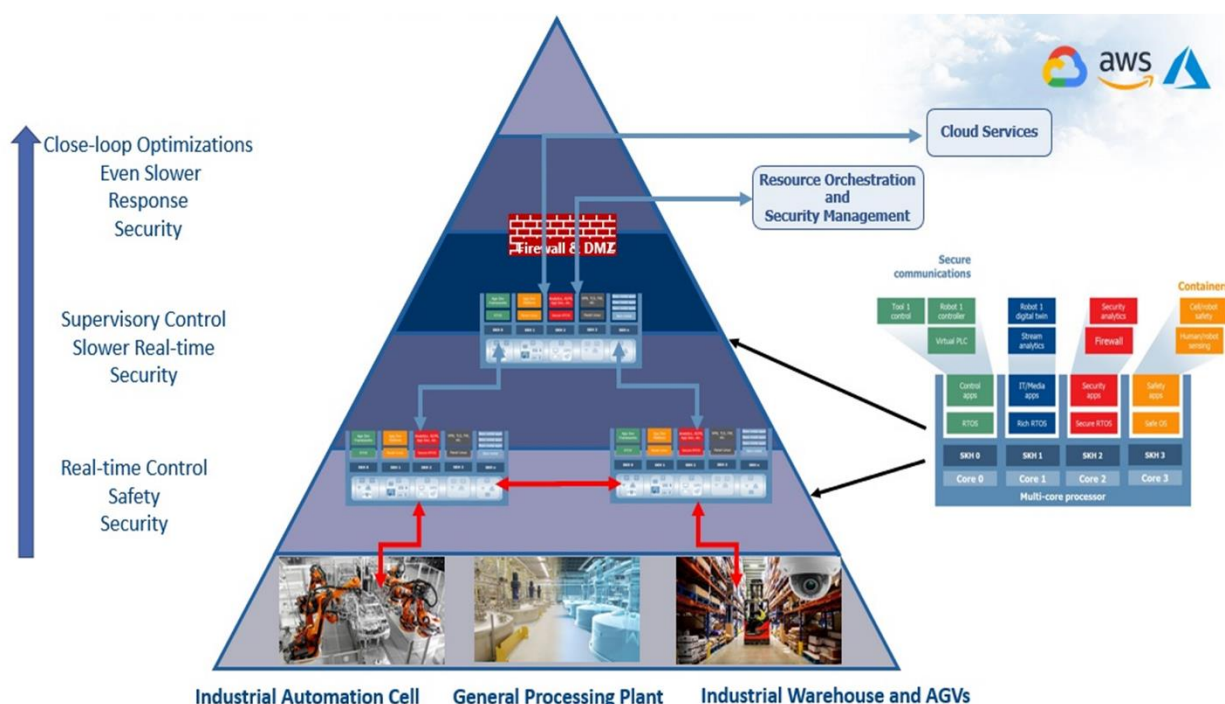 aws
Cloud Services
Resource Orchestration
and
Security Management
Close-loop Optimizations
Even Slower
Response
Security
Firewall & DMZ
Supervisory Control
Slower Real-time
Security
Real-time Control
Safety
Security
Secure
communications
Containers
Tool 1
control
Robot 1
controller
Virtual PLC
Robot 1
digital twin
Stream
analytics
Security
analytics
Firewall
Cell/robot
safety
Human/robot
sensing
Control
apps
IT/Media
apps
Security
apps
Safety
apps
RTOS
Rich RTOS
Secure RTOS
Safe OS
SKH 0
SKH 1
SKH 2
SKH 3
Core 0
Core 1
Core 2
Core 3
Multi-core processor
Industrial Automation Cell
General Processing Plant
Industrial Warehouse and AGVs